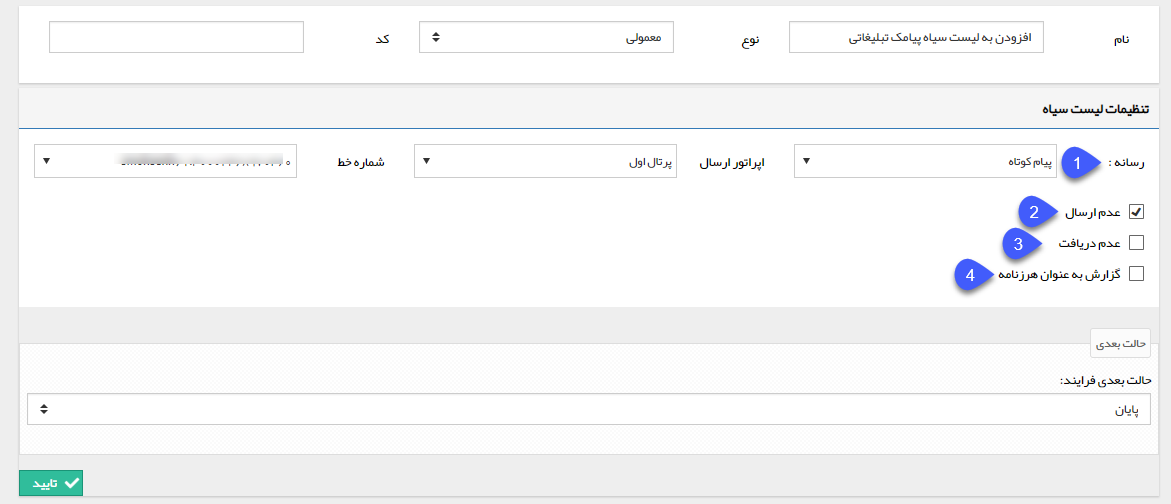 نام افزودن به لیست سیاه پیامک تبلیغاتی نوع معمولی کد
تنظیمات لیست سیاه
رسانه : 1 پیام کوتاه اپراتور ارسال پرتال اول شماره خط
عدم ارسال 2
عدم دریافت 3
گزارش به عنوان هرزنامه 4
حالت بعدی
حالت بعدی فرایند:
پایان
تایید